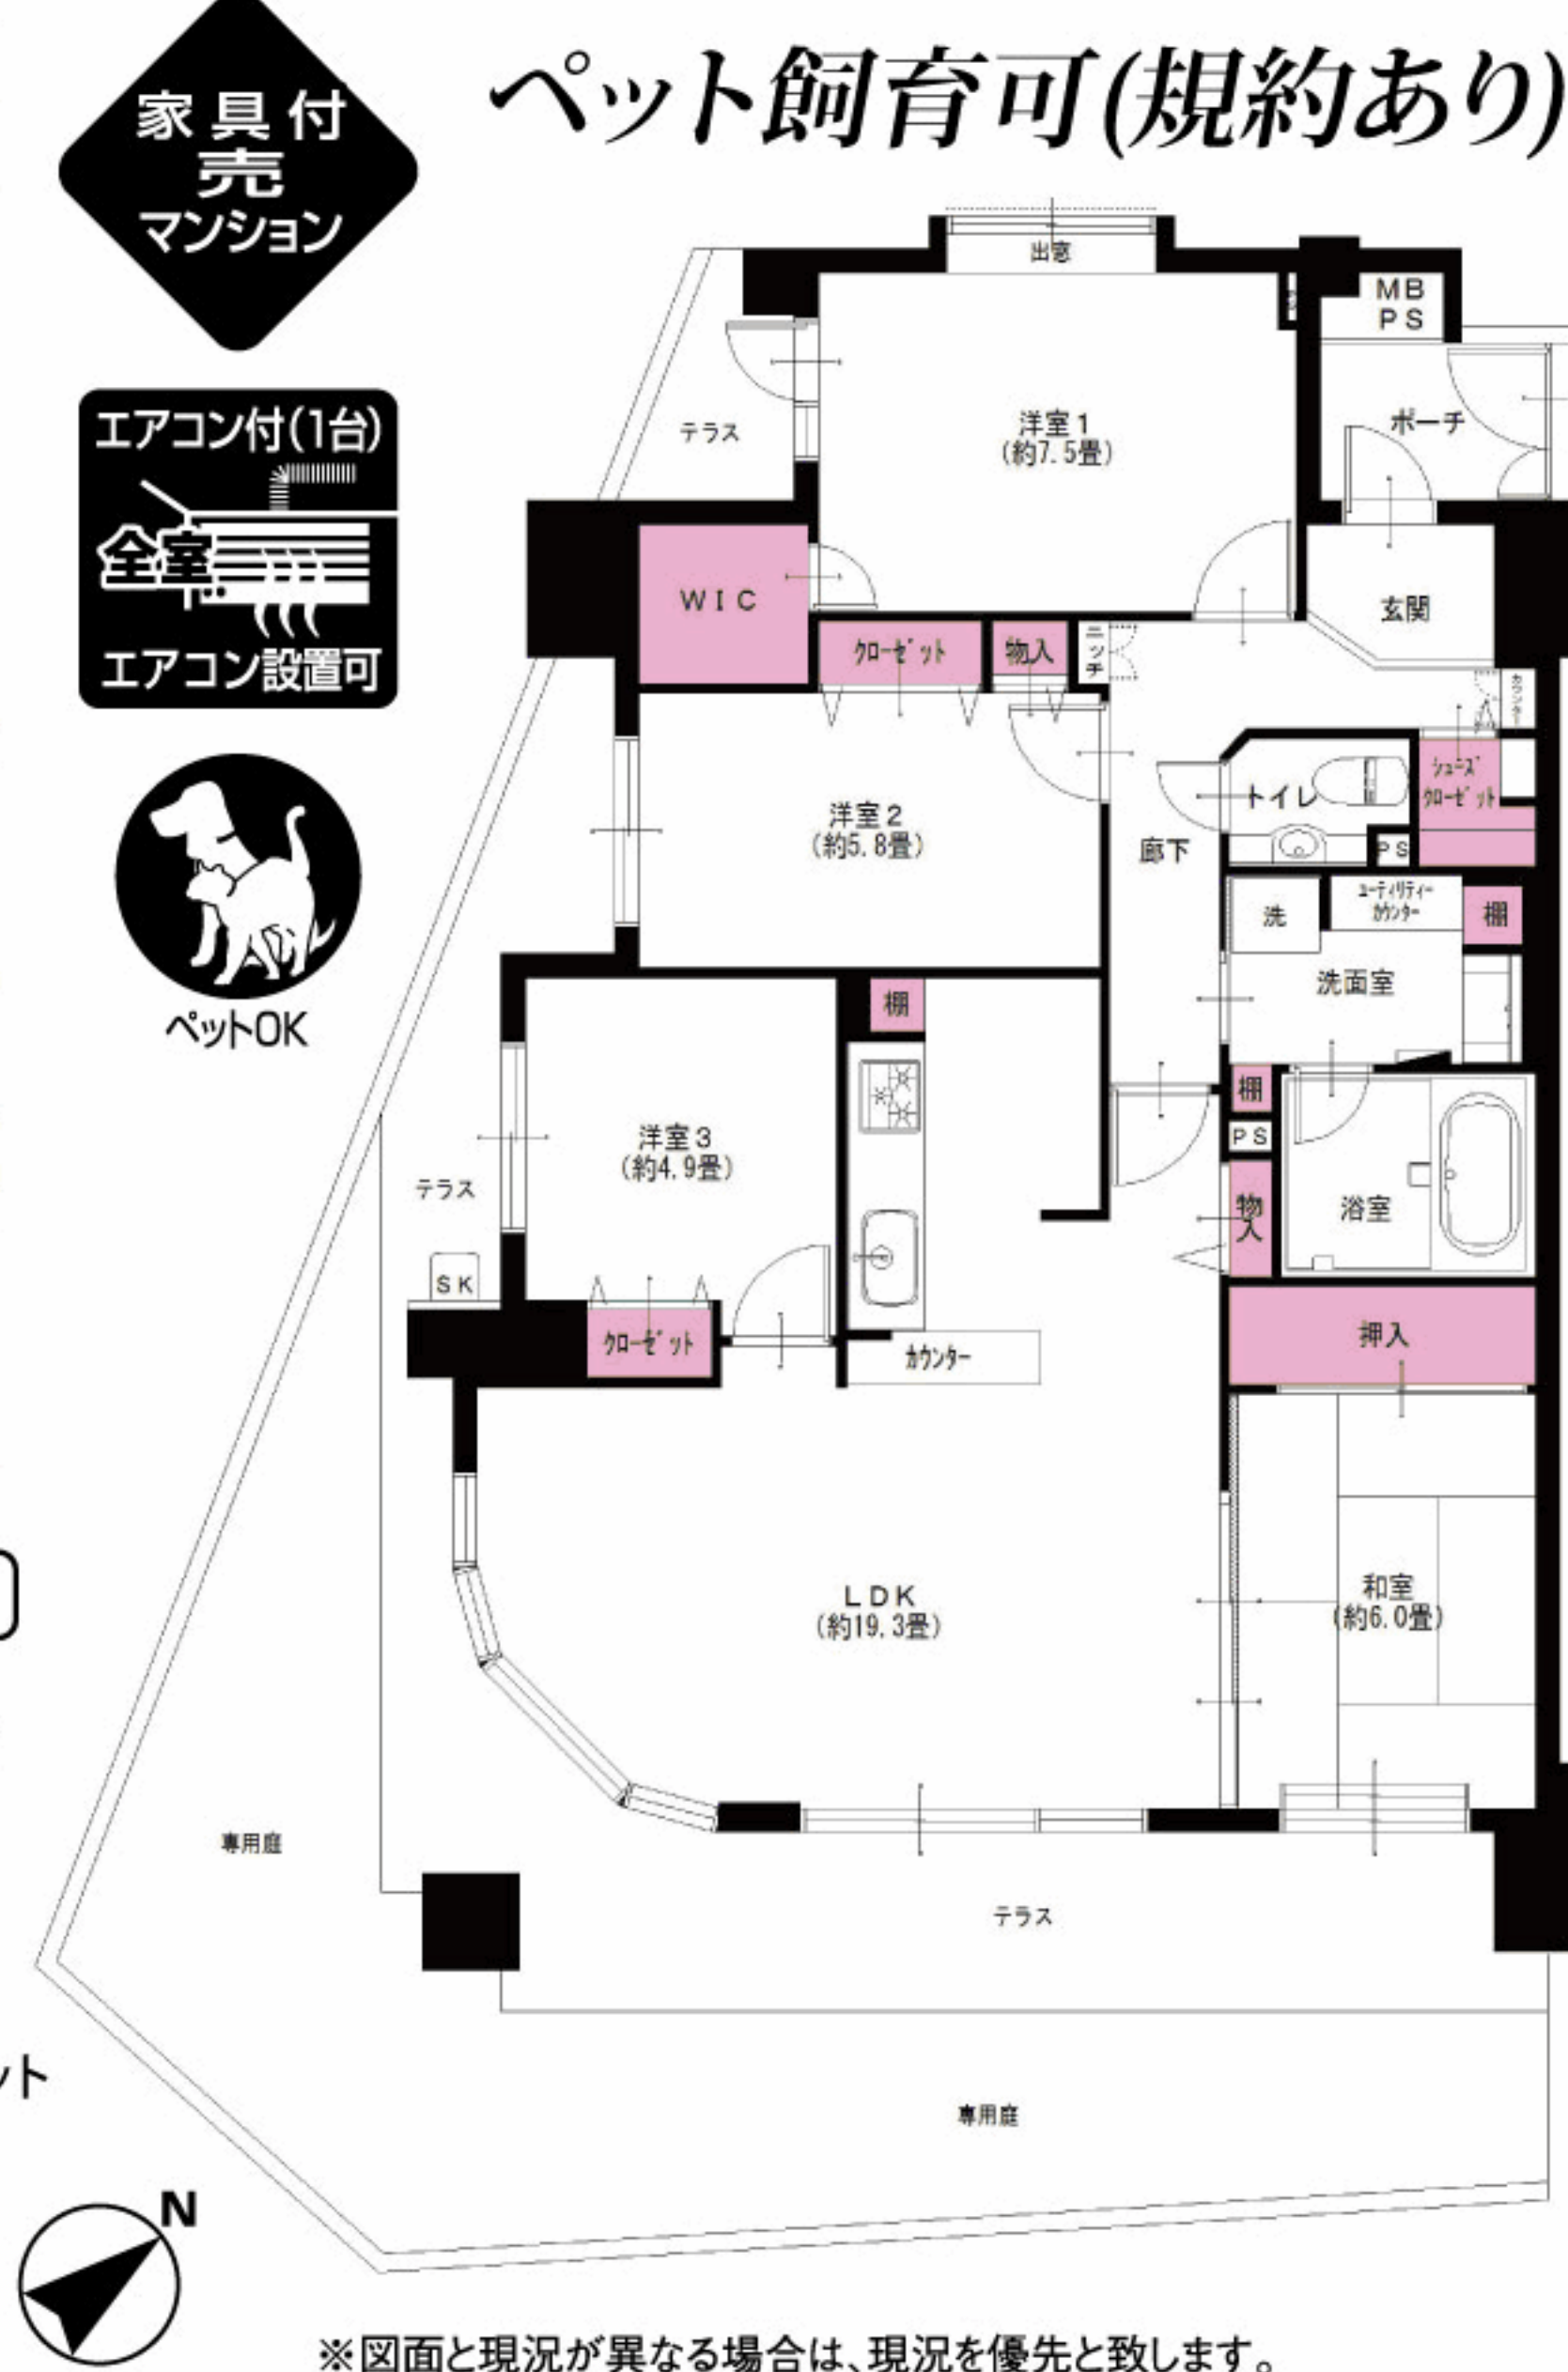 ペット飼育可(規約あり)
家具付
売
マンション
エアコン付(1台)
全室
エアコン設置可
ペットOK
出窓
MB
PS
テラス
洋室1
(約7.5畳)
ポーチ
WIC
玄関
クローゼット
物入
ニッチ
カウンター
洋室2
(約5.8畳)
トイレ
シューズ
クローゼット
廊下
PS
洗
ユーティリティー
カウンター
棚
洗面室
棚
洋室3
(約4.9畳)
棚
PS
テラス
物入
浴室
SK
クローゼット
カウンター
押入
LDK
(約19.3畳)
和室
(約6.0畳)
専用庭
テラス
ット
専用庭
N
※図面と現況が異なる場合は、現況を優先と致します。